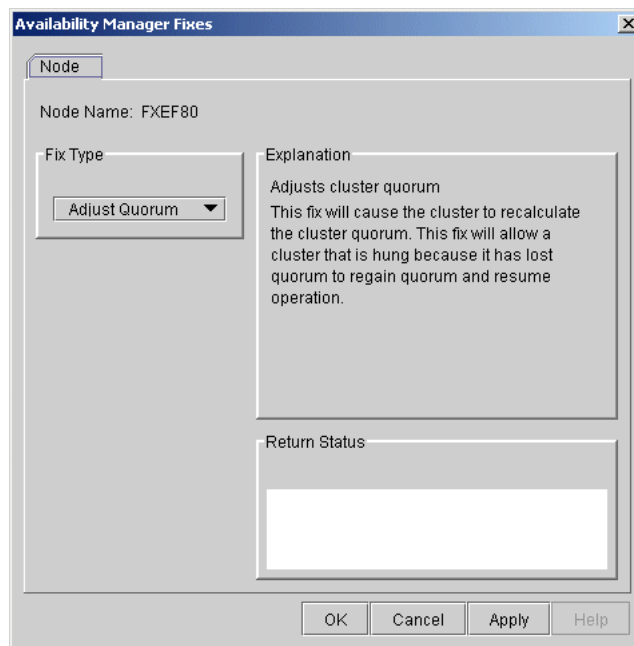 Availability Manager Fixes
Node
Node Name: FXEF80
Fix Type
Adjust Quorum
Explanation
Adjusts cluster quorum
This fix will cause the cluster to recalculate
the cluster quorum. This fix will allow a
cluster that is hung because it has lost
quorum to regain quorum and resume
operation.
Return Status
OK
Cancel
Apply
Help